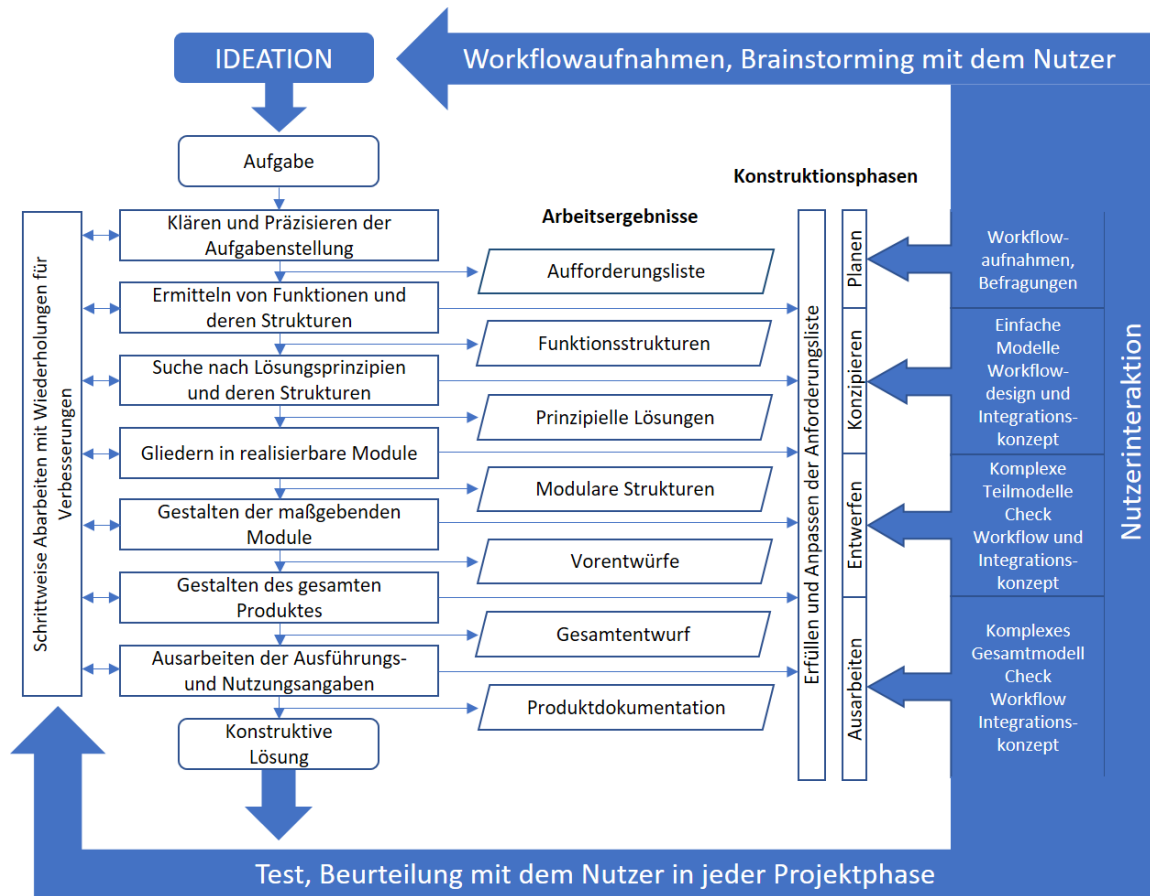 IDEATION
Workflowaufnahmen, Brainstorming mit dem Nutzer
Aufgabe
Konstruktionsphasen
Arbeitsergebnisse
Schrittweise Abarbeiten mit Wiederholungen für
Verbesserungen
Klären und Präzisieren der
Aufgabenstellung
Aufforderungsliste
Ermitteln von Funktionen und
deren Strukturen
Funktionsstrukturen
Suche nach Lösungsprinzipien
und deren Strukturen
Prinzipielle Lösungen
Gliedern in realisierbare Module
Modulare Strukturen
Gestalten der maßgebenden
Module
Vorentwürfe
Gestalten des gesamten
Produktes
Gesamtentwurf
Ausarbeiten der Ausführungs-
und Nutzungsangaben
Produktdokumentation
Konstruktive
Lösung
Erfüllen und Anpassen der Anforderungsliste
Planen
Konzipieren
Entwerfen
Ausarbeiten
Workflow-
aufnahmen,
Befragungen
Einfache
Modelle
Workflow-
design und
Integrations-
konzept
Komplexe
Teilmodelle
Check
Workflow und
Integrations-
konzept
Komplexes
Gesamtmodell
Check
Workflow
Integrations-
konzept
Nutzerinteraktion
Test, Beurteilung mit dem Nutzer in jeder Projektphase